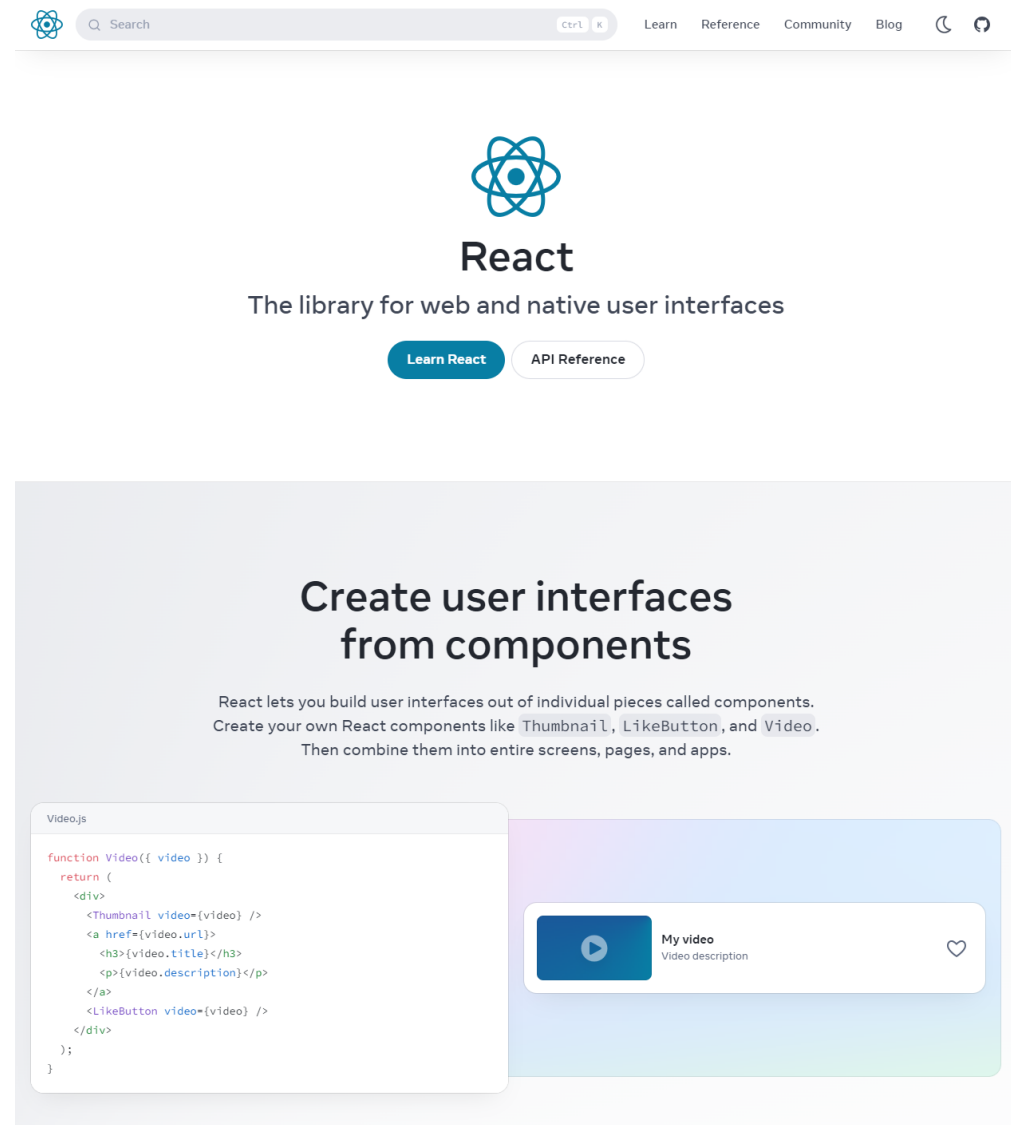 Search Ctrl K Learn Reference Community Blog
React
The library for web and native user interfaces
Learn React API Reference
Create user interfaces
from components
React lets you build user interfaces out of individual pieces called components.
Create your own React components like Thumbnail, LikeButton, and Video.
Then combine them into entire screens, pages, and apps.
Video.js
function Video({ video }) {
  return (
    <div>
      <Thumbnail video={video} />
      <a href={video.url}>
        <h3>{video.title}</h3>
        <p>{video.description}</p>
      </a>
      <LikeButton video={video} />
    </div>
  );
}
My video
Video description